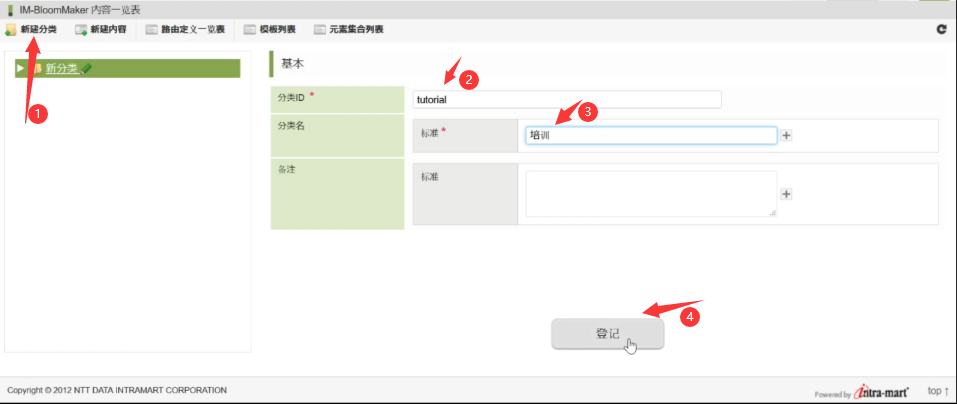 IM-BloomMaker 内容一览表
新建分类 新建内容 路由定义一览表 模板列表 元素集合列表
新分类
基本
分类ID *
tutorial
分类名
标准 *
培训
备注
标准
登记
1
2
3
4
Copyright © 2012 NTT DATA INTRAMART CORPORATION
Powered by intra-mart
top ↑